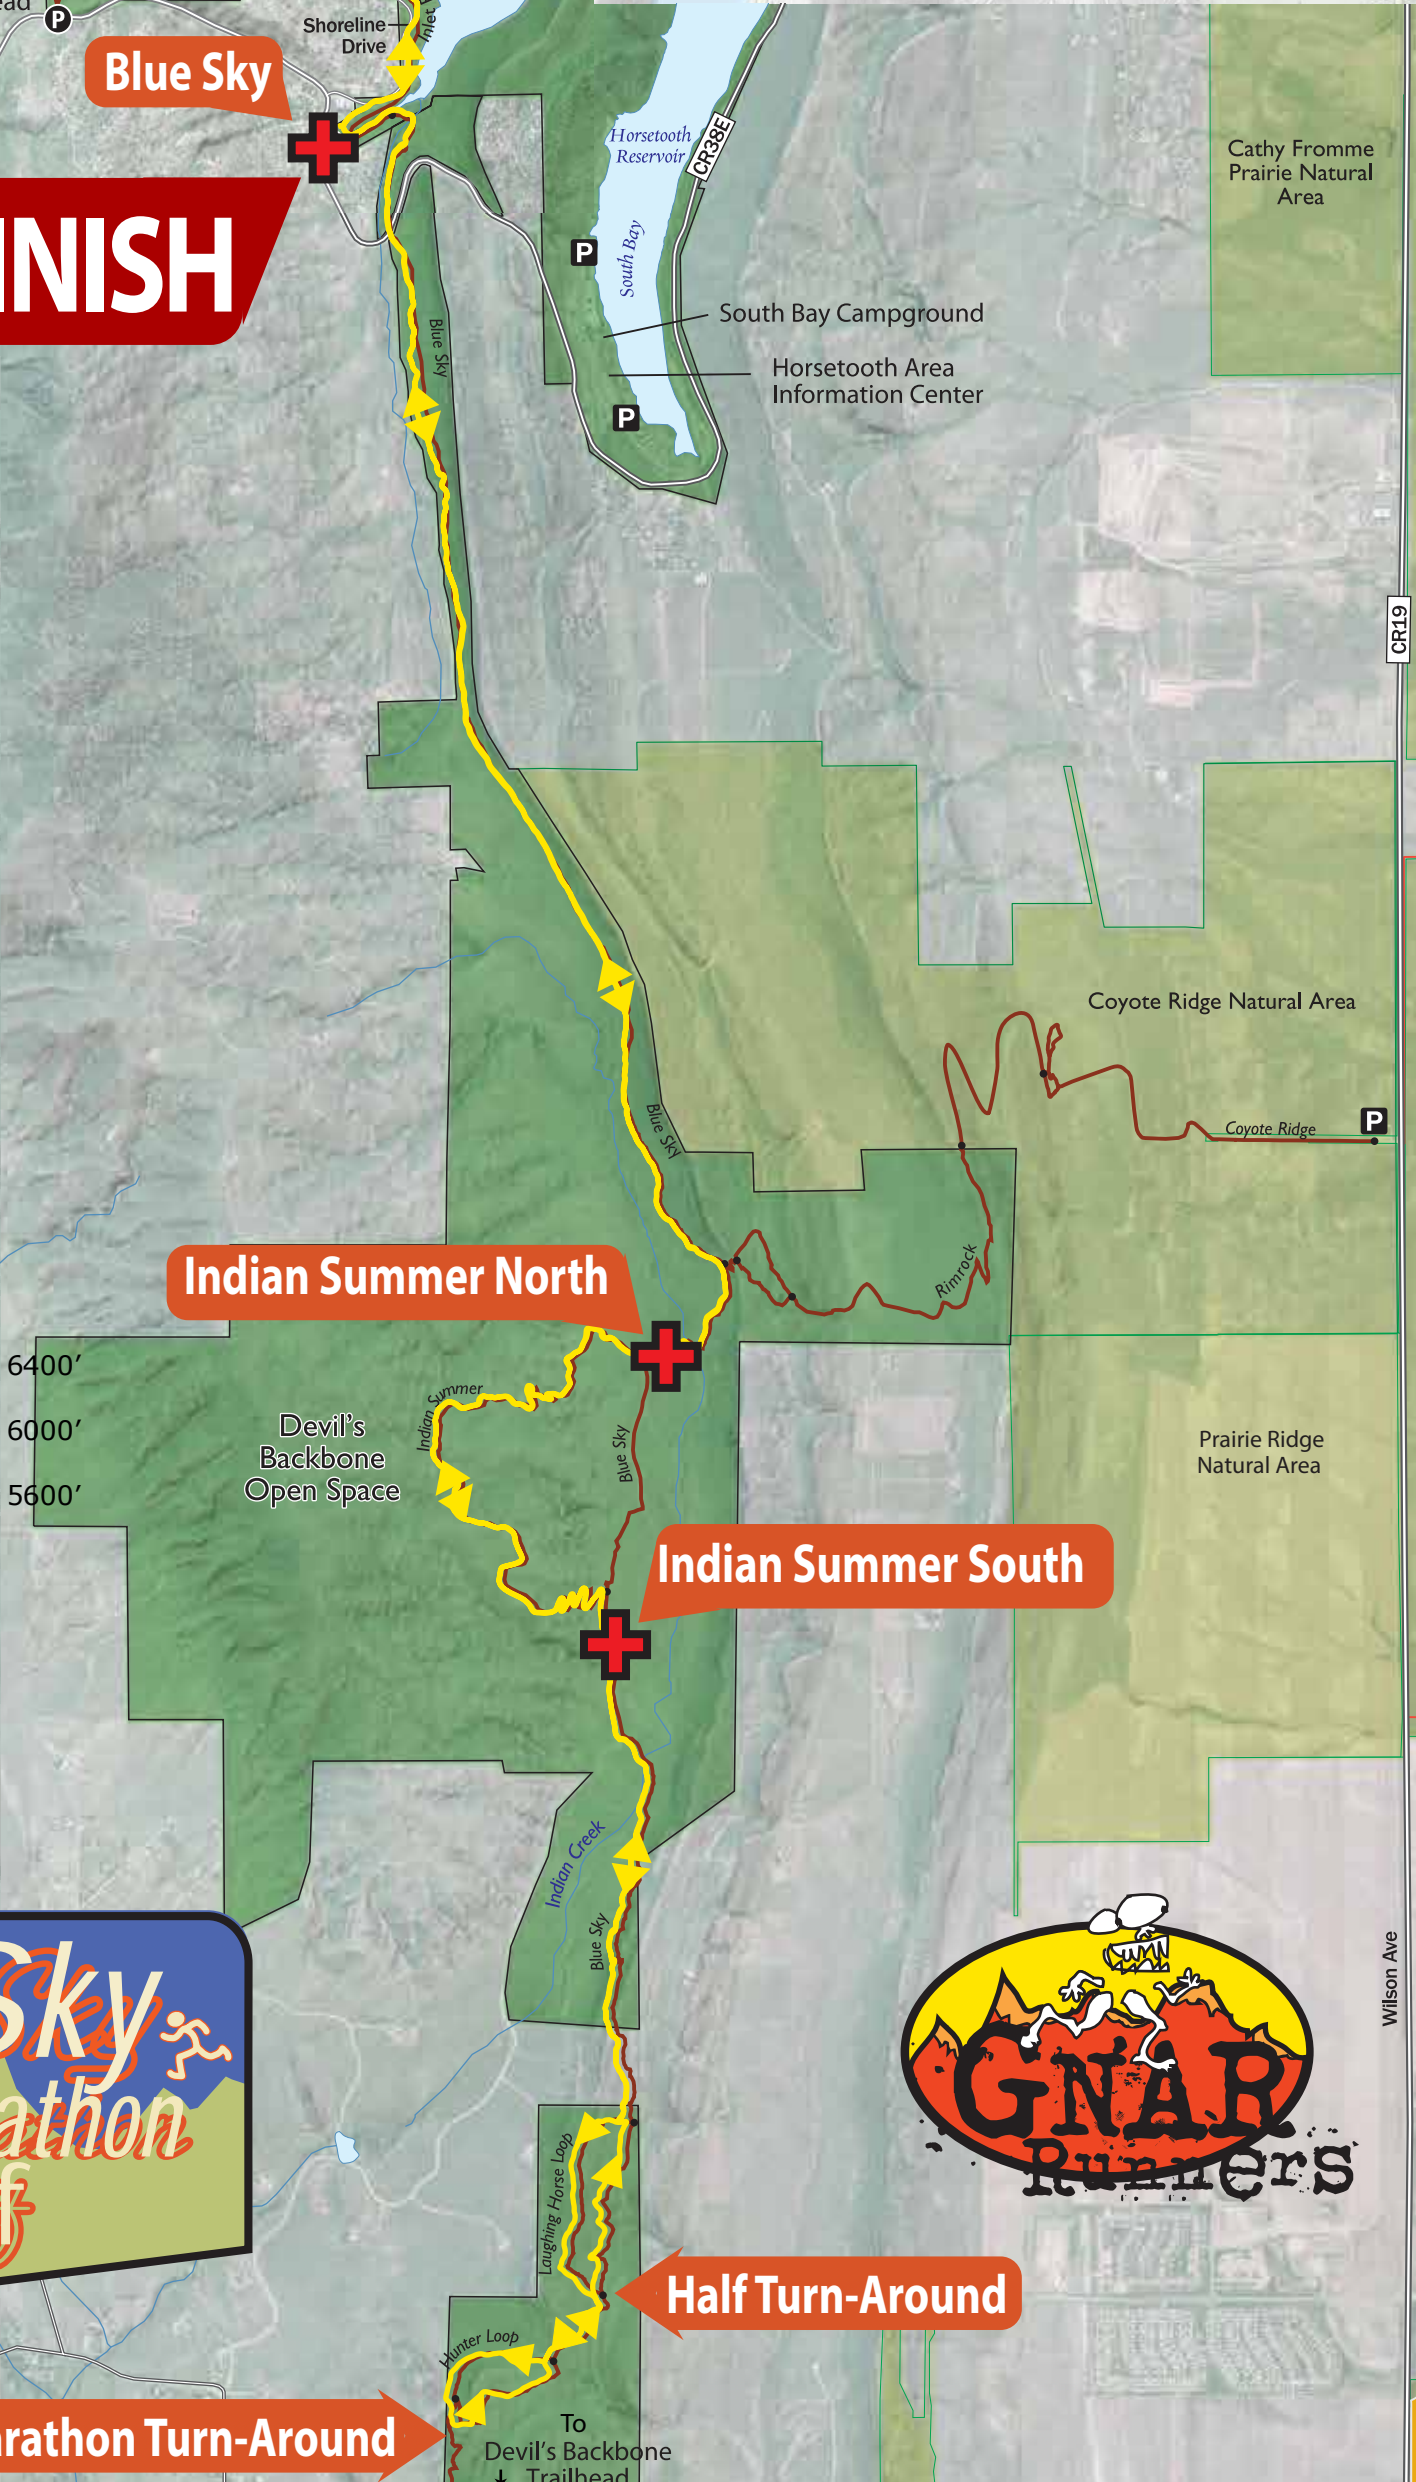 ead
P
Shoreline
Drive
Inlet
Blue Sky
INISH
Horsetooth
Reservoir
CR38E
Cathy Fromme
Prairie Natural
Area
P
South Bay
South Bay Campground
Blue Sky
Horsetooth Area
Information Center
P
CR19
Coyote Ridge Natural Area
Blue Sky
Coyote Ridge
P
Rimrock
Indian Summer North
6400′
6000′
5600′
Indian Summer
Devil's
Backbone
Open Space
Blue Sky
Prairie Ridge
Natural Area
Indian Summer South
Indian Creek
Blue Sky
Wilson Ave
Sky
athon
f
GNAR
Runners
Laughing Horse Loop
Half Turn-Around
Hunter Loop
arathon Turn-Around
To
Devil's Backbone
↓ Trailhead